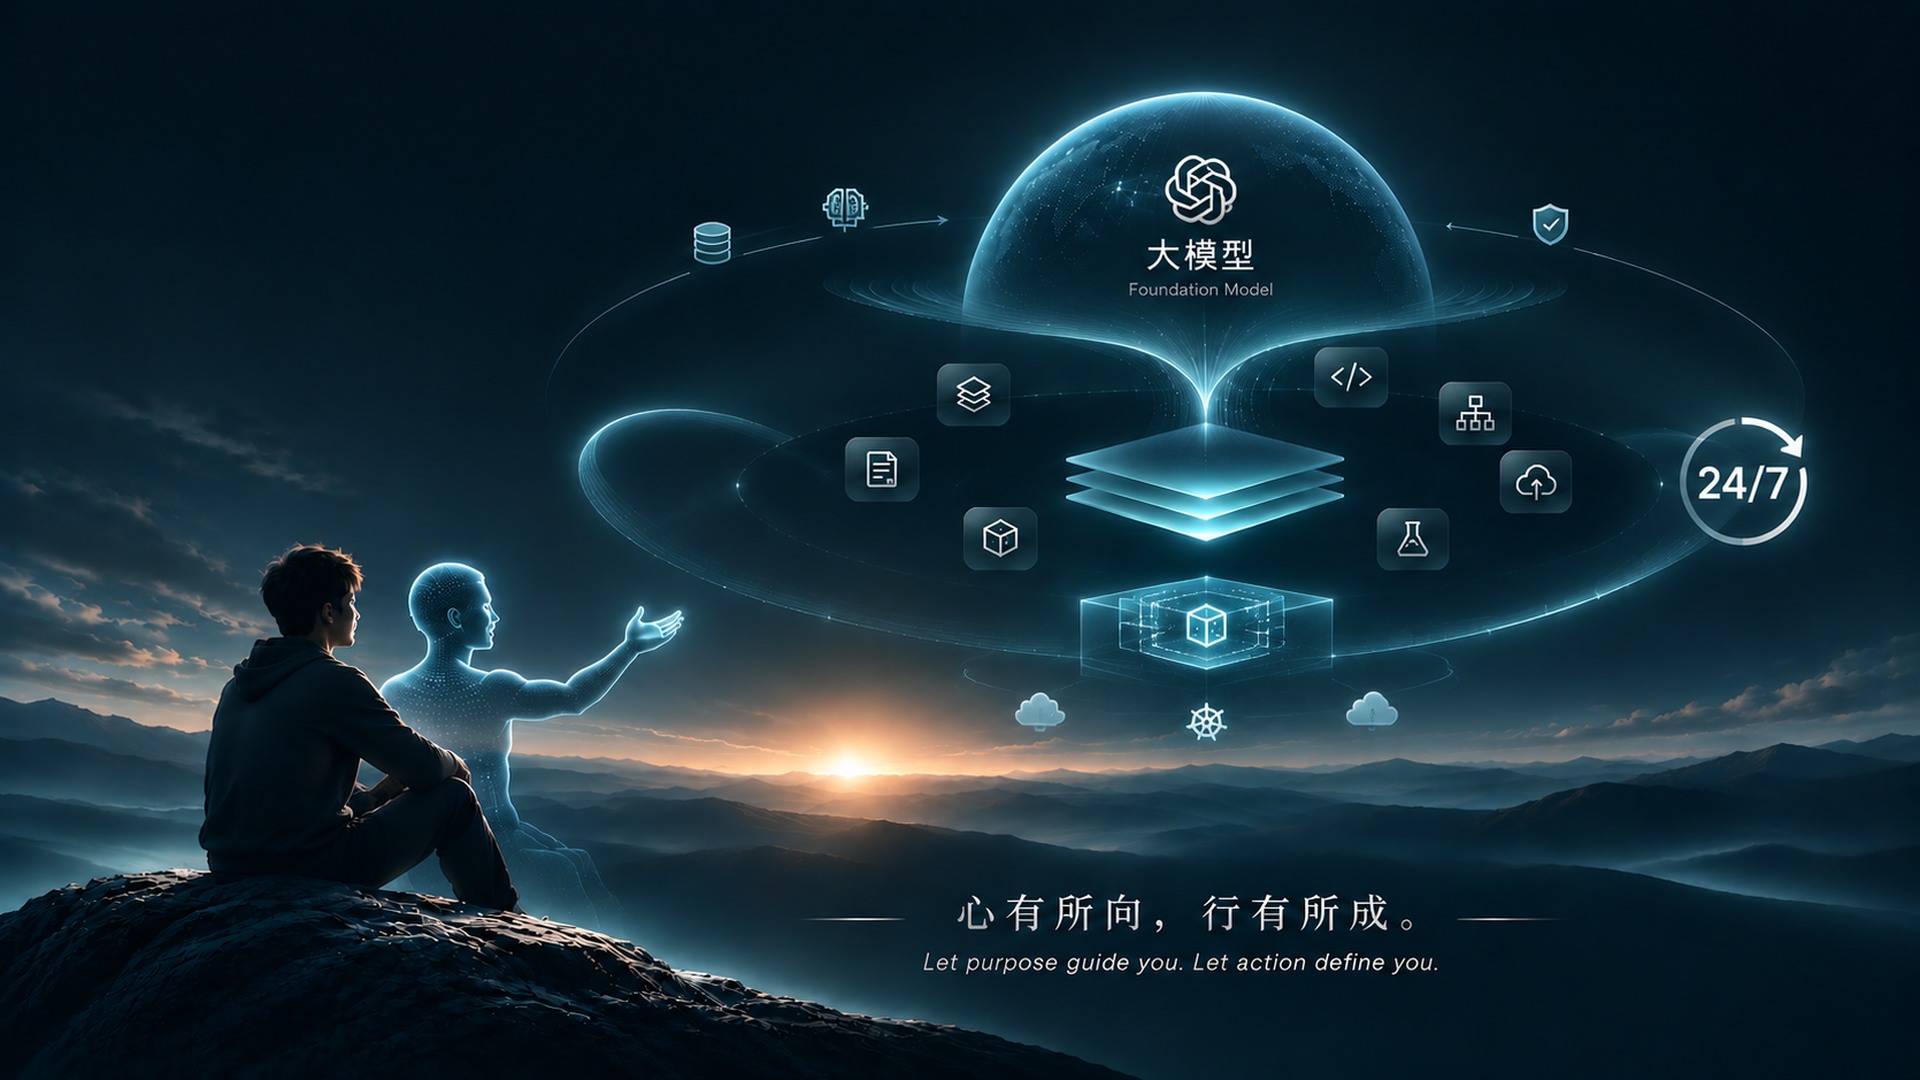 大模型
Foundation Model
</>
24/7
心有所向，行有所成。
Let purpose guide you. Let action define you.